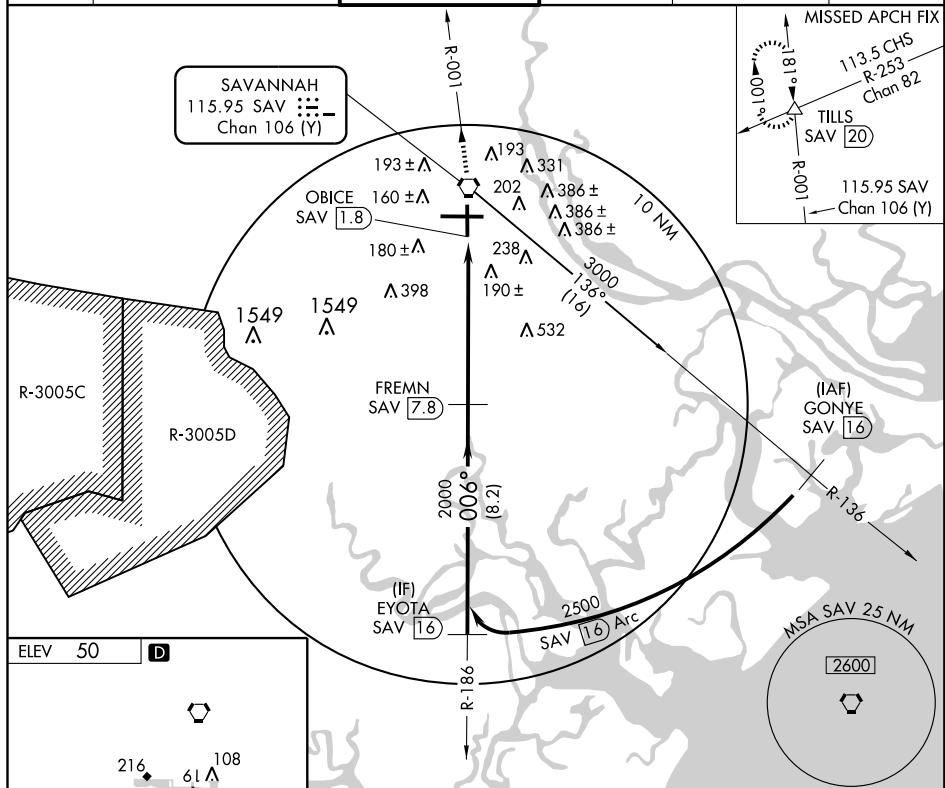 MISSED APCH FIX
181°
001°
113.5 CHS
R-253
Chan 82
TILLS
SAV 20
R-001
115.95 SAV
Chan 106 (Y)
R-001
SAVANNAH
115.95 SAV
Chan 106 (Y)
193 ±
193
331
OBICE
SAV 1.8
160 ±
202
386 ±
386 ±
386 ±
10 NM
180 ±
238
190 ±
3000
136°
(16)
398
1549
1549
532
R-3005C
R-3005D
FREMN
SAV 7.8
(IAF)
GONYE
SAV 16
2000
006°
(8.2)
R-136
(IF)
EYOTA
SAV 16
2500
SAV 16 Arc
R-186
MSA SAV 25 NM
2600
ELEV 50 D
216
19
108